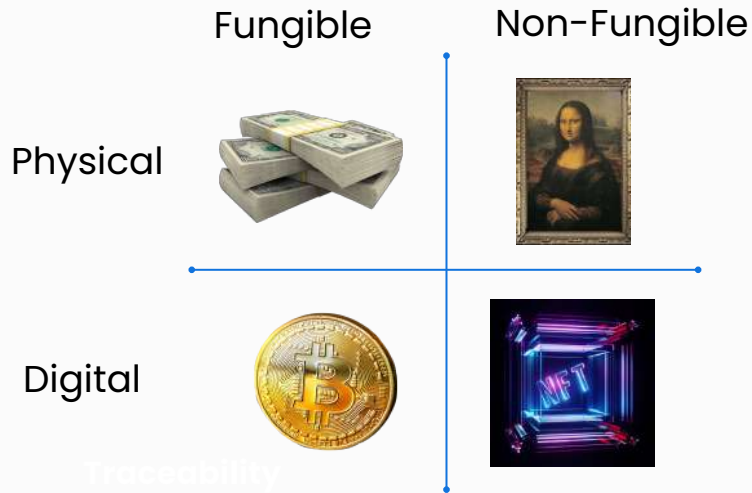 Fungible
Non-Fungible
Physical
Digital
NFT
Traceability